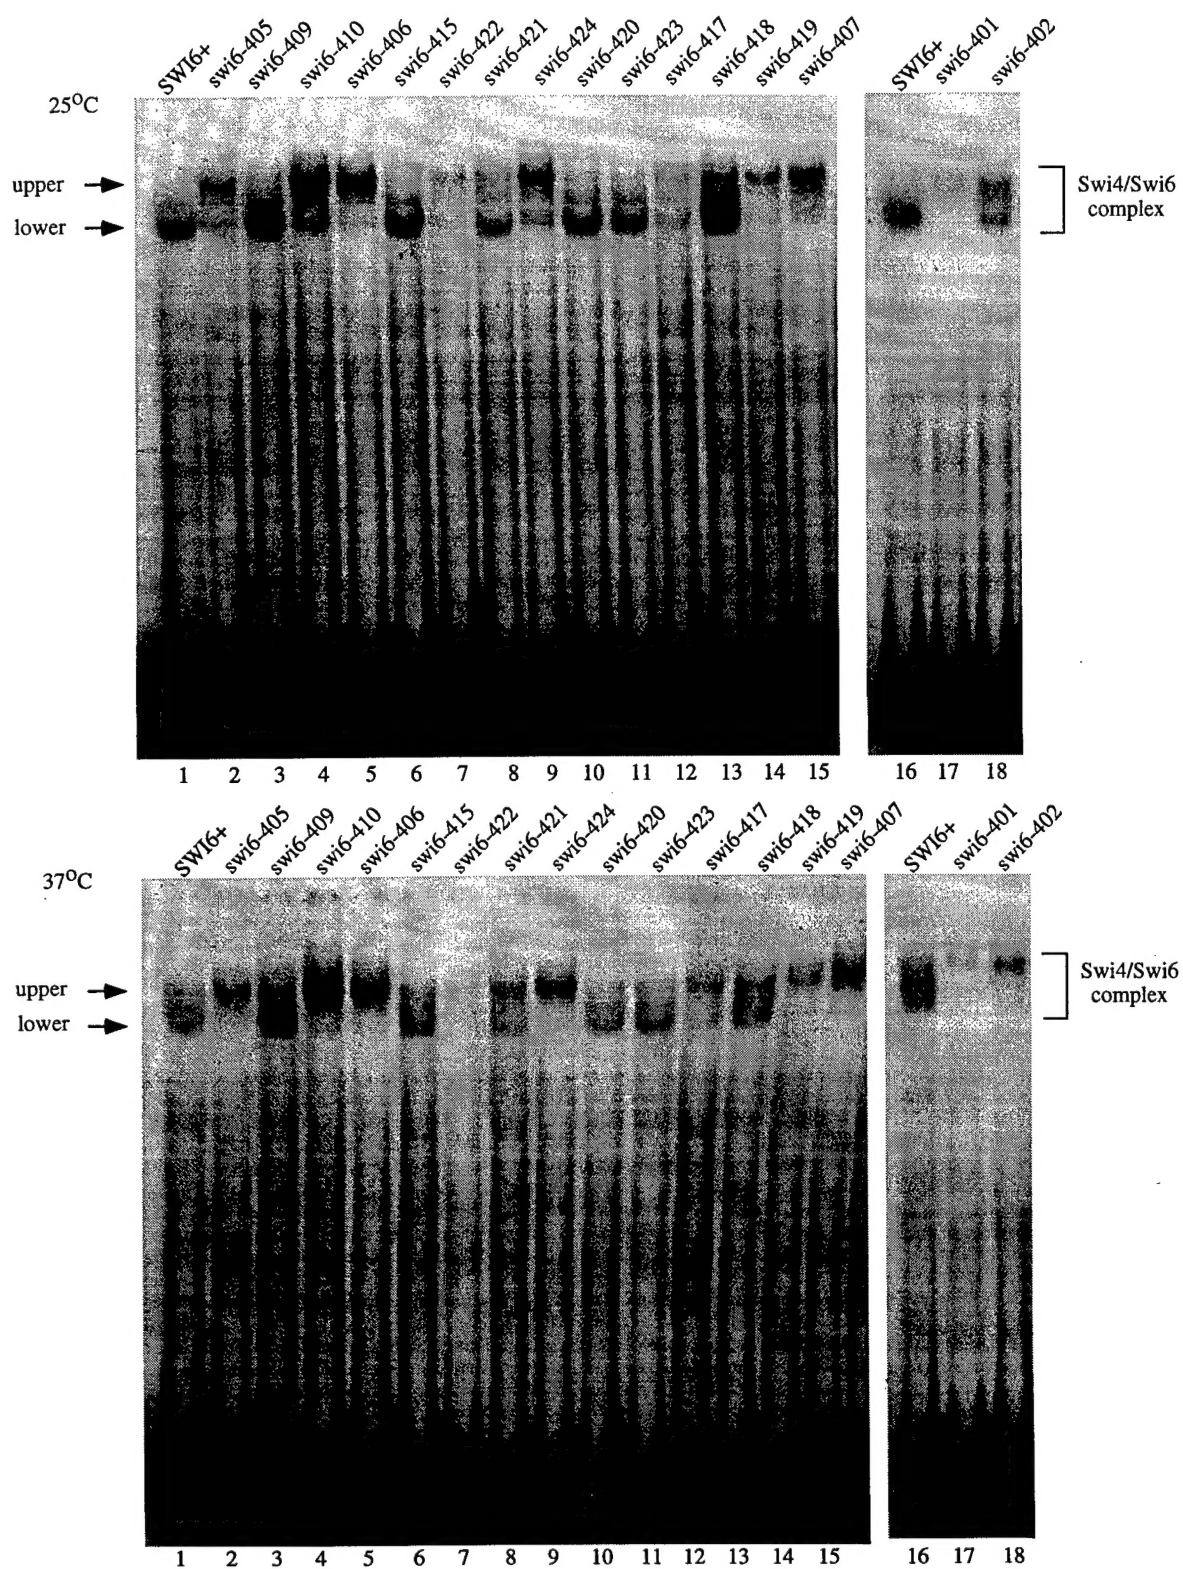 SWI6+ swi6-405 swi6-409 swi6-410 swi6-406 swi6-415 swi6-422 swi6-421 swi6-424 swi6-420 swi6-423 swi6-417 swi6-418 swi6-419 swi6-407 SWI6+ swi6-401 swi6-402
25°C
upper
lower
Swi4/Swi6
complex
1 2 3 4 5 6 7 8 9 10 11 12 13 14 15 16 17 18
SWI6+ swi6-405 swi6-409 swi6-410 swi6-406 swi6-415 swi6-422 swi6-421 swi6-424 swi6-420 swi6-423 swi6-417 swi6-418 swi6-419 swi6-407 SWI6+ swi6-401 swi6-402
37°C
upper
lower
Swi4/Swi6
complex
1 2 3 4 5 6 7 8 9 10 11 12 13 14 15 16 17 18